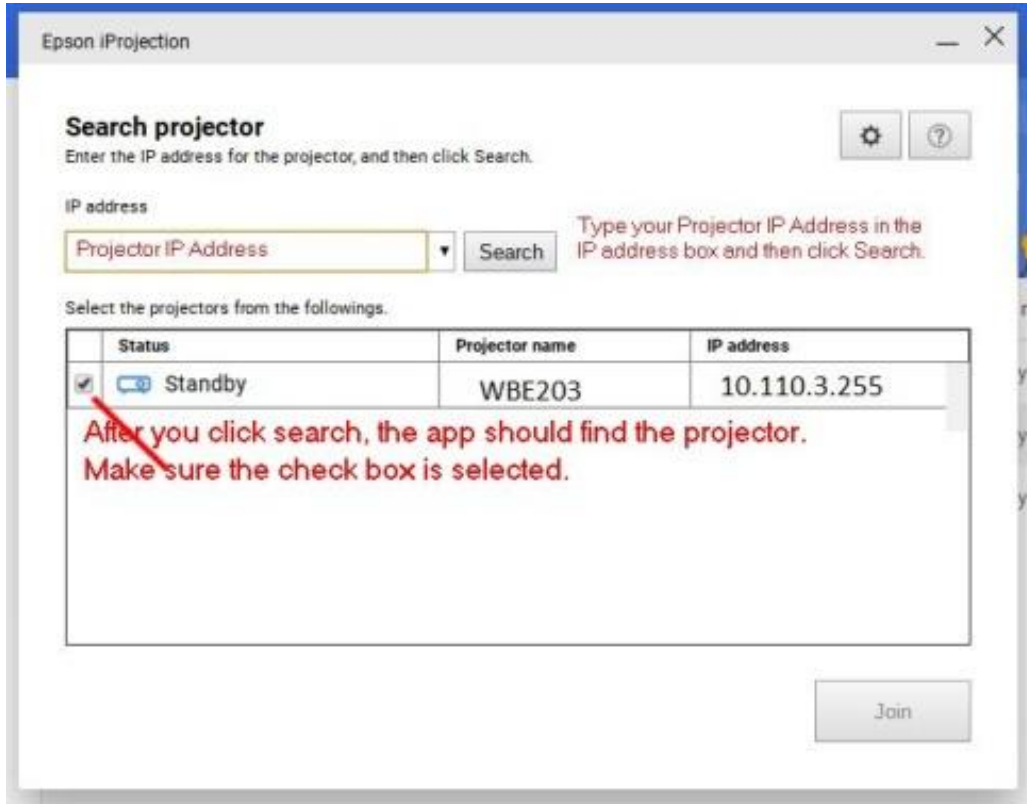 Epson iProjection
Search projector
Enter the IP address for the projector, and then click Search.
IP address
Projector IP Address
Search
Type your Projector IP Address in the
IP address box and then click Search.
Select the projectors from the followings.
Status Projector name IP address
Standby WBE203 10.110.3.255
After you click search, the app should find the projector.
Make sure the check box is selected.
Join